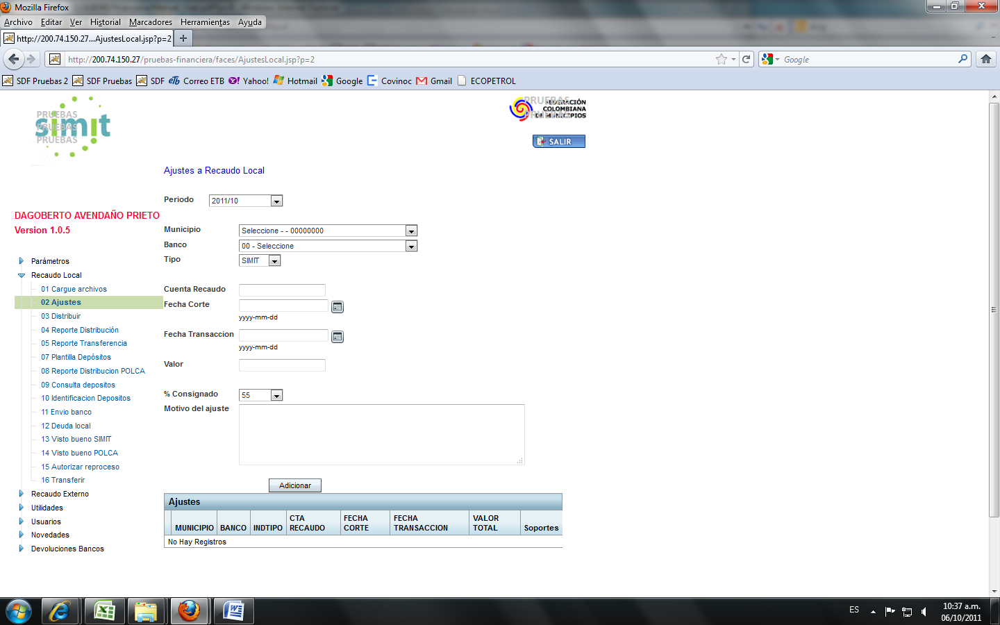 Mozilla Firefox
Archivo Editar Ver Historial Marcadores Herramientas Ayuda
http://200.74.150.27...AjustesLocal.jsp?p=2
http://200.74.150.27/pruebas-financiera/faces/AjustesLocal.jsp?p=2
Google
SDF Pruebas 2 SDF Pruebas SDF Correo ETB Yahoo! Hotmail Google Covinoc Gmail ECOPETROL
PRUEBAS
simit
PRUEBAS
PRUEBAS
PRUEBAS
FEDERACIÓN
COLOMBIANA
DE MUNICIPIOS
SALIR
Ajustes a Recaudo Local
DAGOBERTO AVENDAÑO PRIETO
Version 1.0.5
Parámetros
Recaudo Local
01 Cargue archivos
02 Ajustes
03 Distribuir
04 Reporte Distribución
05 Reporte Transferencia
07 Plantilla Depósitos
08 Reporte Distribucion POLCA
09 Consulta depositos
10 Identificacion Depositos
11 Envio banco
12 Deuda local
13 Visto bueno SIMIT
14 Visto bueno POLCA
15 Autorizar reproceso
16 Transferir
Recaudo Externo
Utilidades
Usuarios
Novedades
Devoluciones Bancos
Periodo 2011/10
Municipio Seleccione - - 00000000
Banco 00 - Seleccione
Tipo SIMIT
Cuenta Recaudo
Fecha Corte
yyyy-mm-dd
Fecha Transaccion
yyyy-mm-dd
Valor
% Consignado 55
Motivo del ajuste
Adicionar
Ajustes
MUNICIPIO BANCO INDTIPO CTA RECAUDO FECHA CORTE FECHA TRANSACCION VALOR TOTAL Soportes
No Hay Registros
ES
10:37 a.m.
06/10/2011